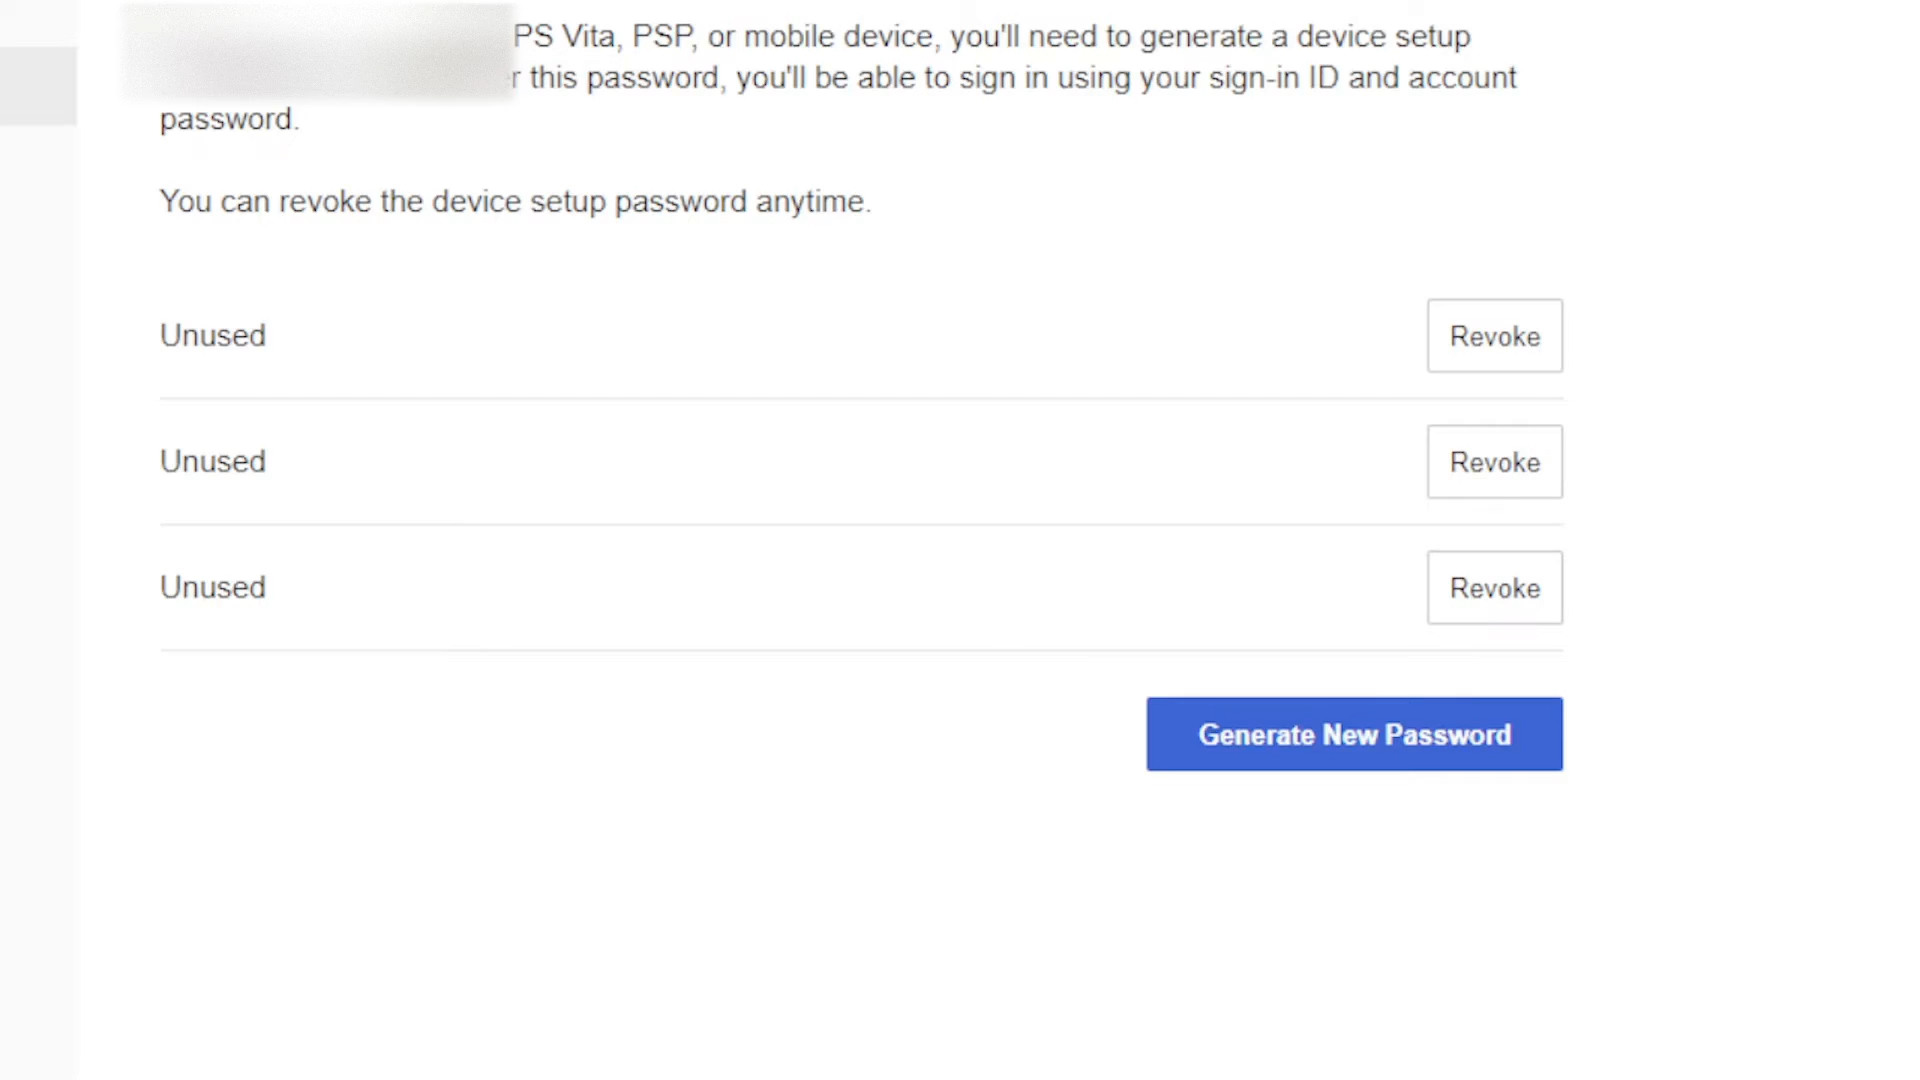 PS Vita, PSP, or mobile device, you'll need to generate a device setup
this password, you'll be able to sign in using your sign-in ID and account
password.
You can revoke the device setup password anytime.
Unused
Revoke
Unused
Revoke
Unused
Revoke
Generate New Password